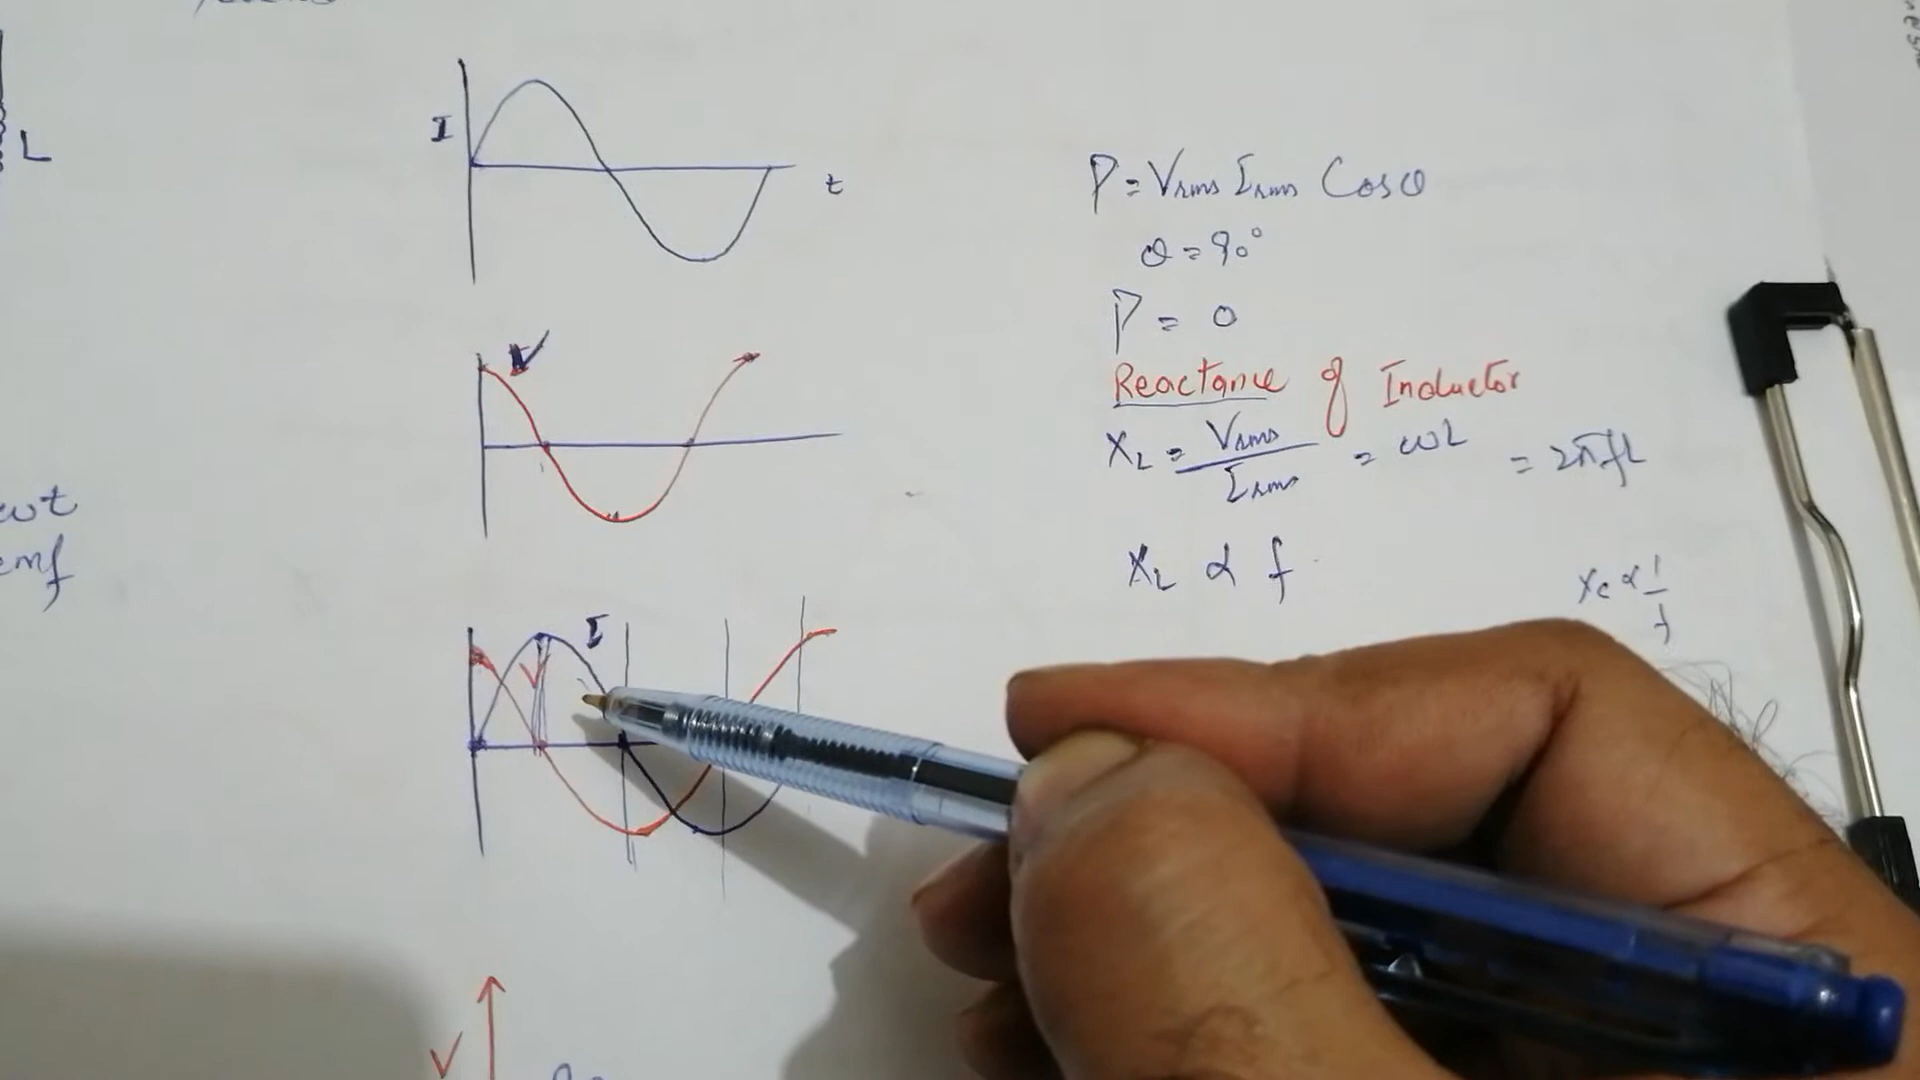 L
I
t
P = Vrms Irms Cosθ
θ = 90°
P = 0
V
Reactance of Inductor
XL = Vrms / Irms = ωL = 2πfL
ωt
emf
XL ∝ f
Xc ∝ 1/f
I
V
V